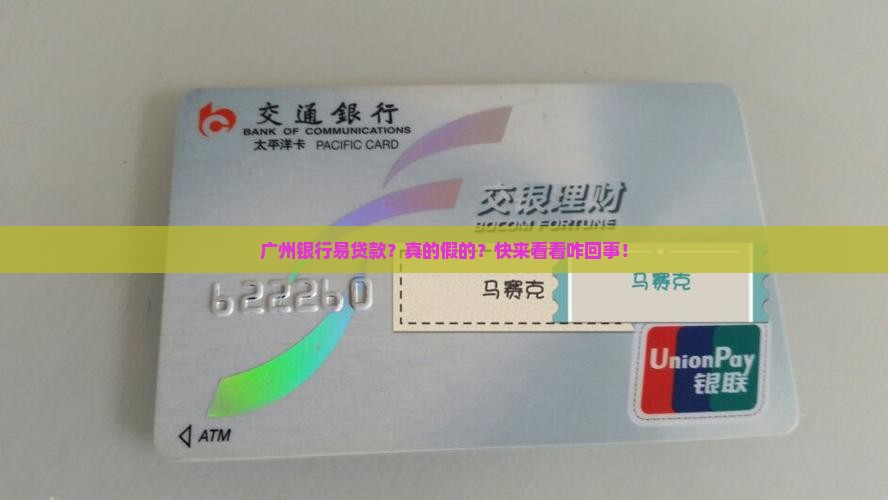 交通銀行
BANK OF COMMUNICATIONS
太平洋卡 PACIFIC CARD
交银理财
BOCOM FORTUNE
广州银行易贷款？真的假的？快来看看咋回事！
622260
马赛克
马赛克
UnionPay
银联
ATM